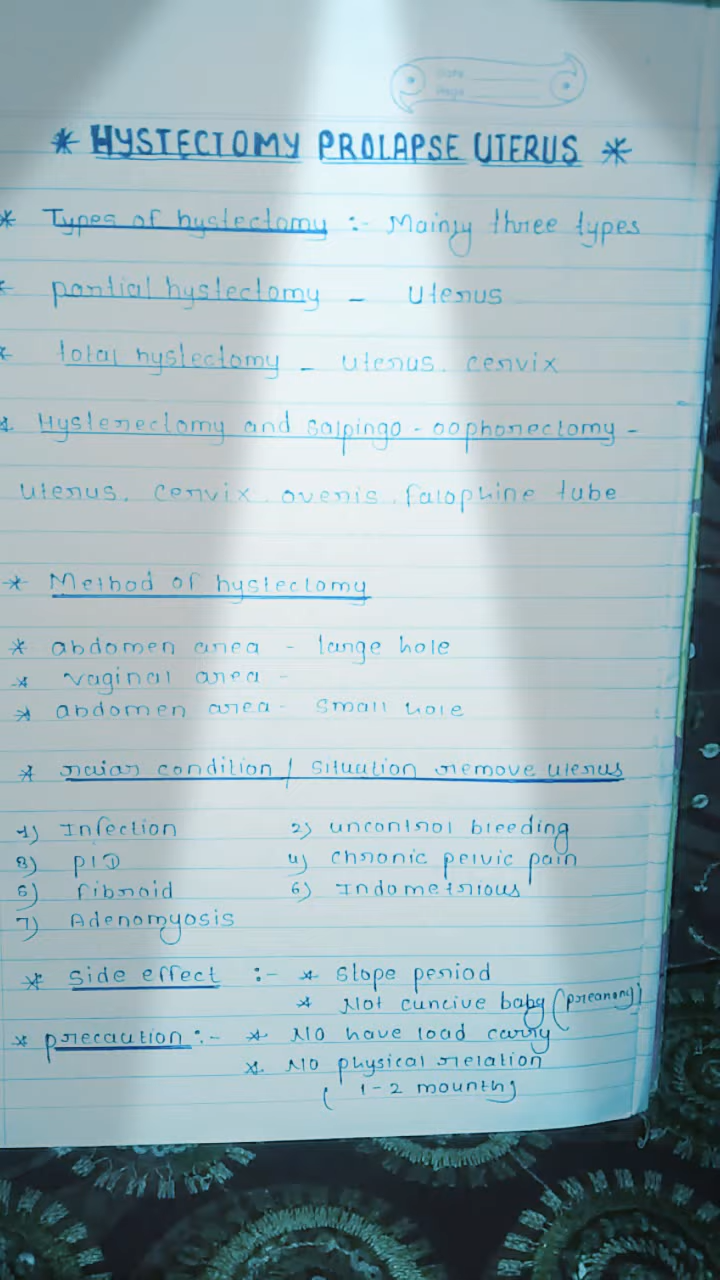 Date
Page
* HYSTECTOMY PROLAPSE UTERUS *
* Types of hystectomy :- Mainly three types
* partial hystectomy - Uterus
* total hystectomy - uterus. cervix
* Hysterectomy and salpingo - oophorectomy -
uterus. cervix. overis. falophine tube
* Method of hystectomy
* abdomen area - large hole
* vaginal area -
* abdomen area - small hole
* condition / situation remove uterus
1) Infection 2) uncontrol bleeding
3) PID 4) chronic pelvic pain
5) fibroid 6) Indometrious
7) Adenomyosis
* side effect :- * Slope period
* Not cuncive baby
* precaution :- * NO have load carry
* NO physical relation
( 1-2 mounth)